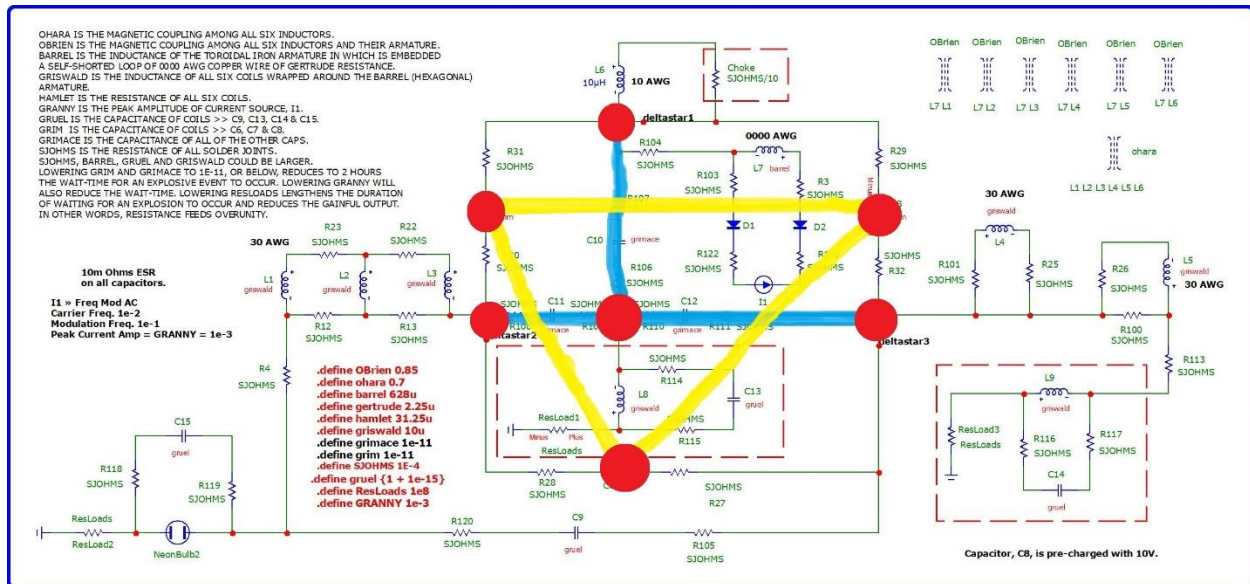 OHARA IS THE MAGNETIC COUPLING AMONG ALL SIX INDUCTORS.
OBRIEN IS THE MAGNETIC COUPLING AMONG ALL SIX INDUCTORS AND THEIR ARMATURE.
BARREL IS THE INDUCTANCE OF THE TOROIDAL IRON ARMATURE IN WHICH IS EMBEDDED
A SELF-SHORTED LOOP OF 0000 AWG COPPER WIRE OF GERTRUDE RESISTANCE.
GRISWALD IS THE INDUCTANCE OF ALL SIX COILS WRAPPED AROUND THE BARREL (HEXAGONAL)
ARMATURE.
HAMLET IS THE RESISTANCE OF ALL SIX COILS.
GRANNY IS THE PEAK AMPLITUDE OF CURRENT SOURCE, I1.
GRUEL IS THE CAPACITANCE OF COILS >> C9, C13, C14 & C15.
GRIM IS THE CAPACITANCE OF COILS >> C6, C7 & C8.
GRIMACE IS THE CAPACITANCE OF ALL OF THE OTHER CAPS.
SJOHMS IS THE RESISTANCE OF ALL SOLDER JOINTS.
SJOHMS, BARREL, GRUEL AND GRISWALD COULD BE LARGER.
LOWERING GRIM AND GRIMACE TO 1E-11, OR BELOW, REDUCES TO 2 HOURS
THE WAIT-TIME FOR AN EXPLOSIVE EVENT TO OCCUR. LOWERING GRANNY WILL
ALSO REDUCE THE WAIT-TIME. LOWERING RESLOADS LENGTHENS THE DURATION
OF WAITING FOR AN EXPLOSION TO OCCUR AND REDUCES THE GAINFUL OUTPUT.
IN OTHER WORDS, RESISTANCE FEEDS OVERUNITY.
L6
10µH
10 AWG
Choke
SJOHMS/10
OBrien OBrien OBrien OBrien OBrien OBrien
L7 L1 L7 L2 L7 L3 L7 L4 L7 L5 L7 L6
ohara
L1 L2 L3 L4 L5 L6
deltastar1
R31
SJOHMS
R104
SJOHMS
0000 AWG
L7 barrel
R29
SJOHMS
R103
SJOHMS
R3
SJOHMS
D1
D2
C10
grimace
R122
SJOHMS
R106
SJOHMS
I1
SJOHMS
SJOHMS
R32
30 AWG
R23
SJOHMS
R22
SJOHMS
L1
griswald
L2
griswald
L3
griswald
R12
SJOHMS
R13
SJOHMS
10m Ohms ESR
on all capacitors.
I1 » Freq Mod AC
Carrier Freq. 1e-2
Modulation Freq. 1e-1
Peak Current Amp = GRANNY = 1e-3
C11
grimace
R110
C12
grimace
R111
deltastar3
30 AWG
griswald
L4
R101
SJOHMS
R25
SJOHMS
R26
SJOHMS
L5
griswald
30 AWG
R100
SJOHMS
R113
SJOHMS
R4
SJOHMS
SJOHMS
R114
L8
griswald
C13
gruel
ResLoad1
Minus Plus
ResLoads
R115
R28
SJOHMS
SJOHMS
R27
.define OBrien 0.85
.define ohara 0.7
.define barrel 628u
.define gertrude 2.25u
.define hamlet 31.25u
.define griswald 10u
.define grimace 1e-11
.define grim 1e-11
.define SJOHMS 1E-4
.define gruel {1 + 1e-15}
.define ResLoads 1e8
.define GRANNY 1e-3
L9
griswald
ResLoad3
ResLoads
R116
SJOHMS
R117
SJOHMS
C14
gruel
C15
gruel
R118
SJOHMS
R119
SJOHMS
ResLoads
ResLoad2
NeonBulb2
R120
SJOHMS
C9
gruel
R105
SJOHMS
Capacitor, C8, is pre-charged with 10V.